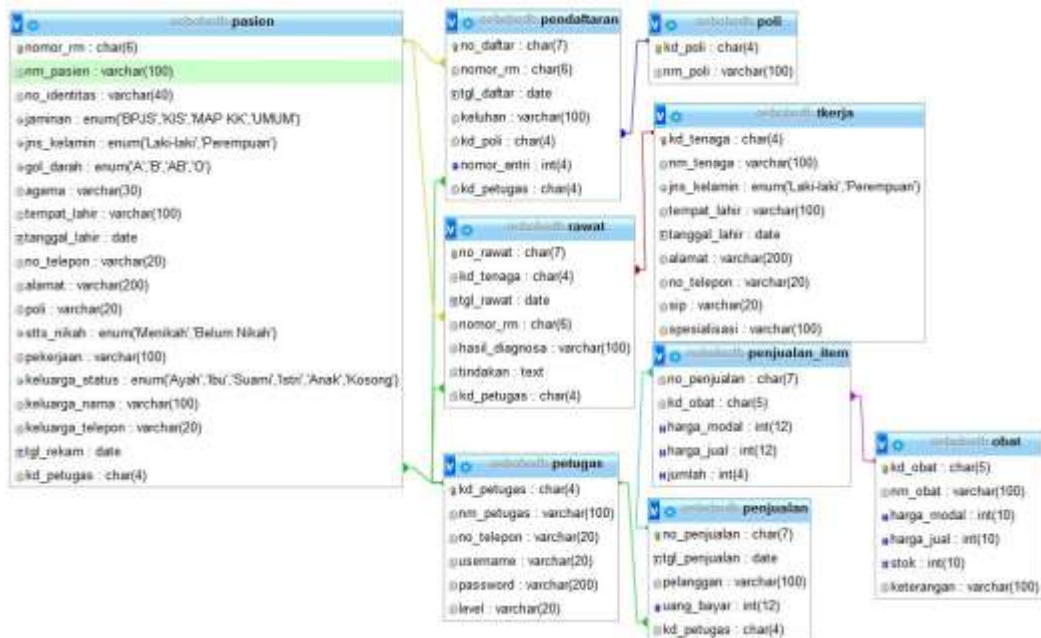 pasien
nomor_rm : char(6)
nm_pasien : varchar(100)
no_identitas : varchar(40)
jaminan : enum('BPJS','KIS','MAP KK','UMUM')
jns_kelamin : enum('Laki-laki','Perempuan')
gol_darah : enum('A','B','AB','O')
agama : varchar(30)
tempat_lahir : varchar(100)
tanggal_lahir : date
no_telepon : varchar(20)
alamat : varchar(200)
poli : varchar(20)
stts_nikah : enum('Menikah','Belum Nikah')
pekerjaan : varchar(100)
keluarga_status : enum('Ayah','Ibu','Suami','Istri','Anak','Kosong')
keluarga_nama : varchar(100)
keluarga_telepon : varchar(20)
tgl_rekam : date
kd_petugas : char(4)
pendaftaran
no_daftar : char(7)
nomor_rm : char(6)
tgl_daftar : date
keluhan : varchar(100)
kd_poli : char(4)
nomor_antri : int(4)
kd_petugas : char(4)
rawat
no_rawat : char(7)
kd_tenaga : char(4)
tgl_rawat : date
nomor_rm : char(6)
hasil_diagnosa : varchar(100)
tindakan : text
kd_petugas : char(4)
petugas
kd_petugas : char(4)
nm_petugas : varchar(100)
no_telepon : varchar(20)
username : varchar(20)
password : varchar(200)
level : varchar(20)
poli
kd_poli : char(4)
nm_poli : varchar(100)
tkerja
kd_tenaga : char(4)
nm_tenaga : varchar(100)
jns_kelamin : enum('Laki-laki','Perempuan')
tempat_lahir : varchar(100)
tanggal_lahir : date
alamat : varchar(200)
no_telepon : varchar(20)
sip : varchar(20)
spesialisasi : varchar(100)
penjualan_item
no_penjualan : char(7)
kd_obat : char(5)
harga_modal : int(12)
harga_jual : int(12)
jumlah : int(4)
penjualan
no_penjualan : char(7)
tgl_penjualan : date
pelanggan : varchar(100)
uang_bayar : int(12)
kd_petugas : char(4)
obat
kd_obat : char(5)
nm_obat : varchar(100)
harga_modal : int(10)
harga_jual : int(10)
stok : int(10)
keterangan : varchar(100)